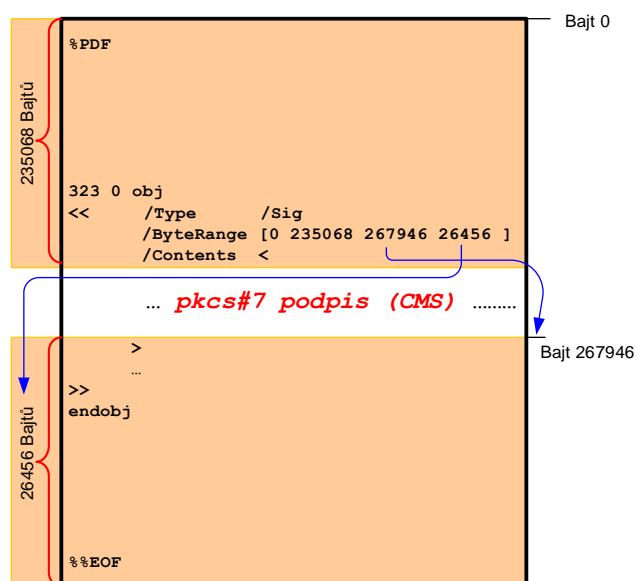 Bajt 0
%PDF
235068 Bajtů
323 0 obj
<< /Type /Sig
/ByteRange [0 235068 267946 26456 ]
/Contents <
… pkcs#7 podpis (CMS) ………
>
Bajt 267946
…
>>
endobj
26456 Bajtů
%%EOF